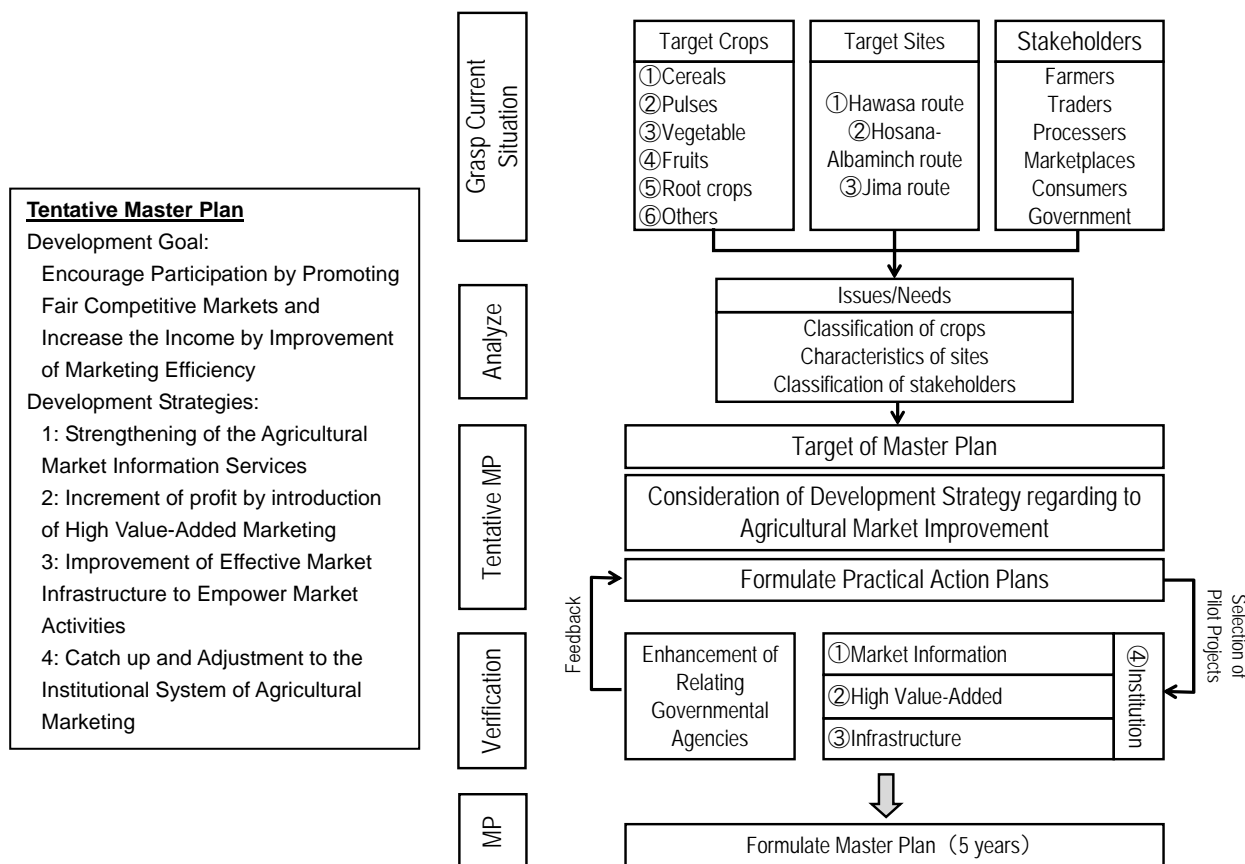 Tentative Master Plan
Development Goal:
Encourage Participation by Promoting
Fair Competitive Markets and
Increase the Income by Improvement
of Marketing Efficiency
Development Strategies:
1: Strengthening of the Agricultural
Market Information Services
2: Increment of profit by introduction
of High Value-Added Marketing
3: Improvement of Effective Market
Infrastructure to Empower Market
Activities
4: Catch up and Adjustment to the
Institutional System of Agricultural
Marketing
Grasp Current
Situation
Target Crops
①Cereals
②Pulses
③Vegetable
④Fruits
⑤Root crops
⑥Others
Target Sites
①Hawasa route
②Hosana-
Albaminch route
③Jima route
Stakeholders
Farmers
Traders
Processers
Marketplaces
Consumers
Government
Analyze
Issues/Needs
Classification of crops
Characteristics of sites
Classification of stakeholders
Tentative MP
Target of Master Plan
Consideration of Development Strategy regarding to
Agricultural Market Improvement
Formulate Practical Action Plans
Feedback
Selection of
Pilot Projects
Verification
Enhancement of
Relating
Governmental
Agencies
①Market Information
②High Value-Added
③Infrastructure
④Institution
MP
Formulate Master Plan（5 years）